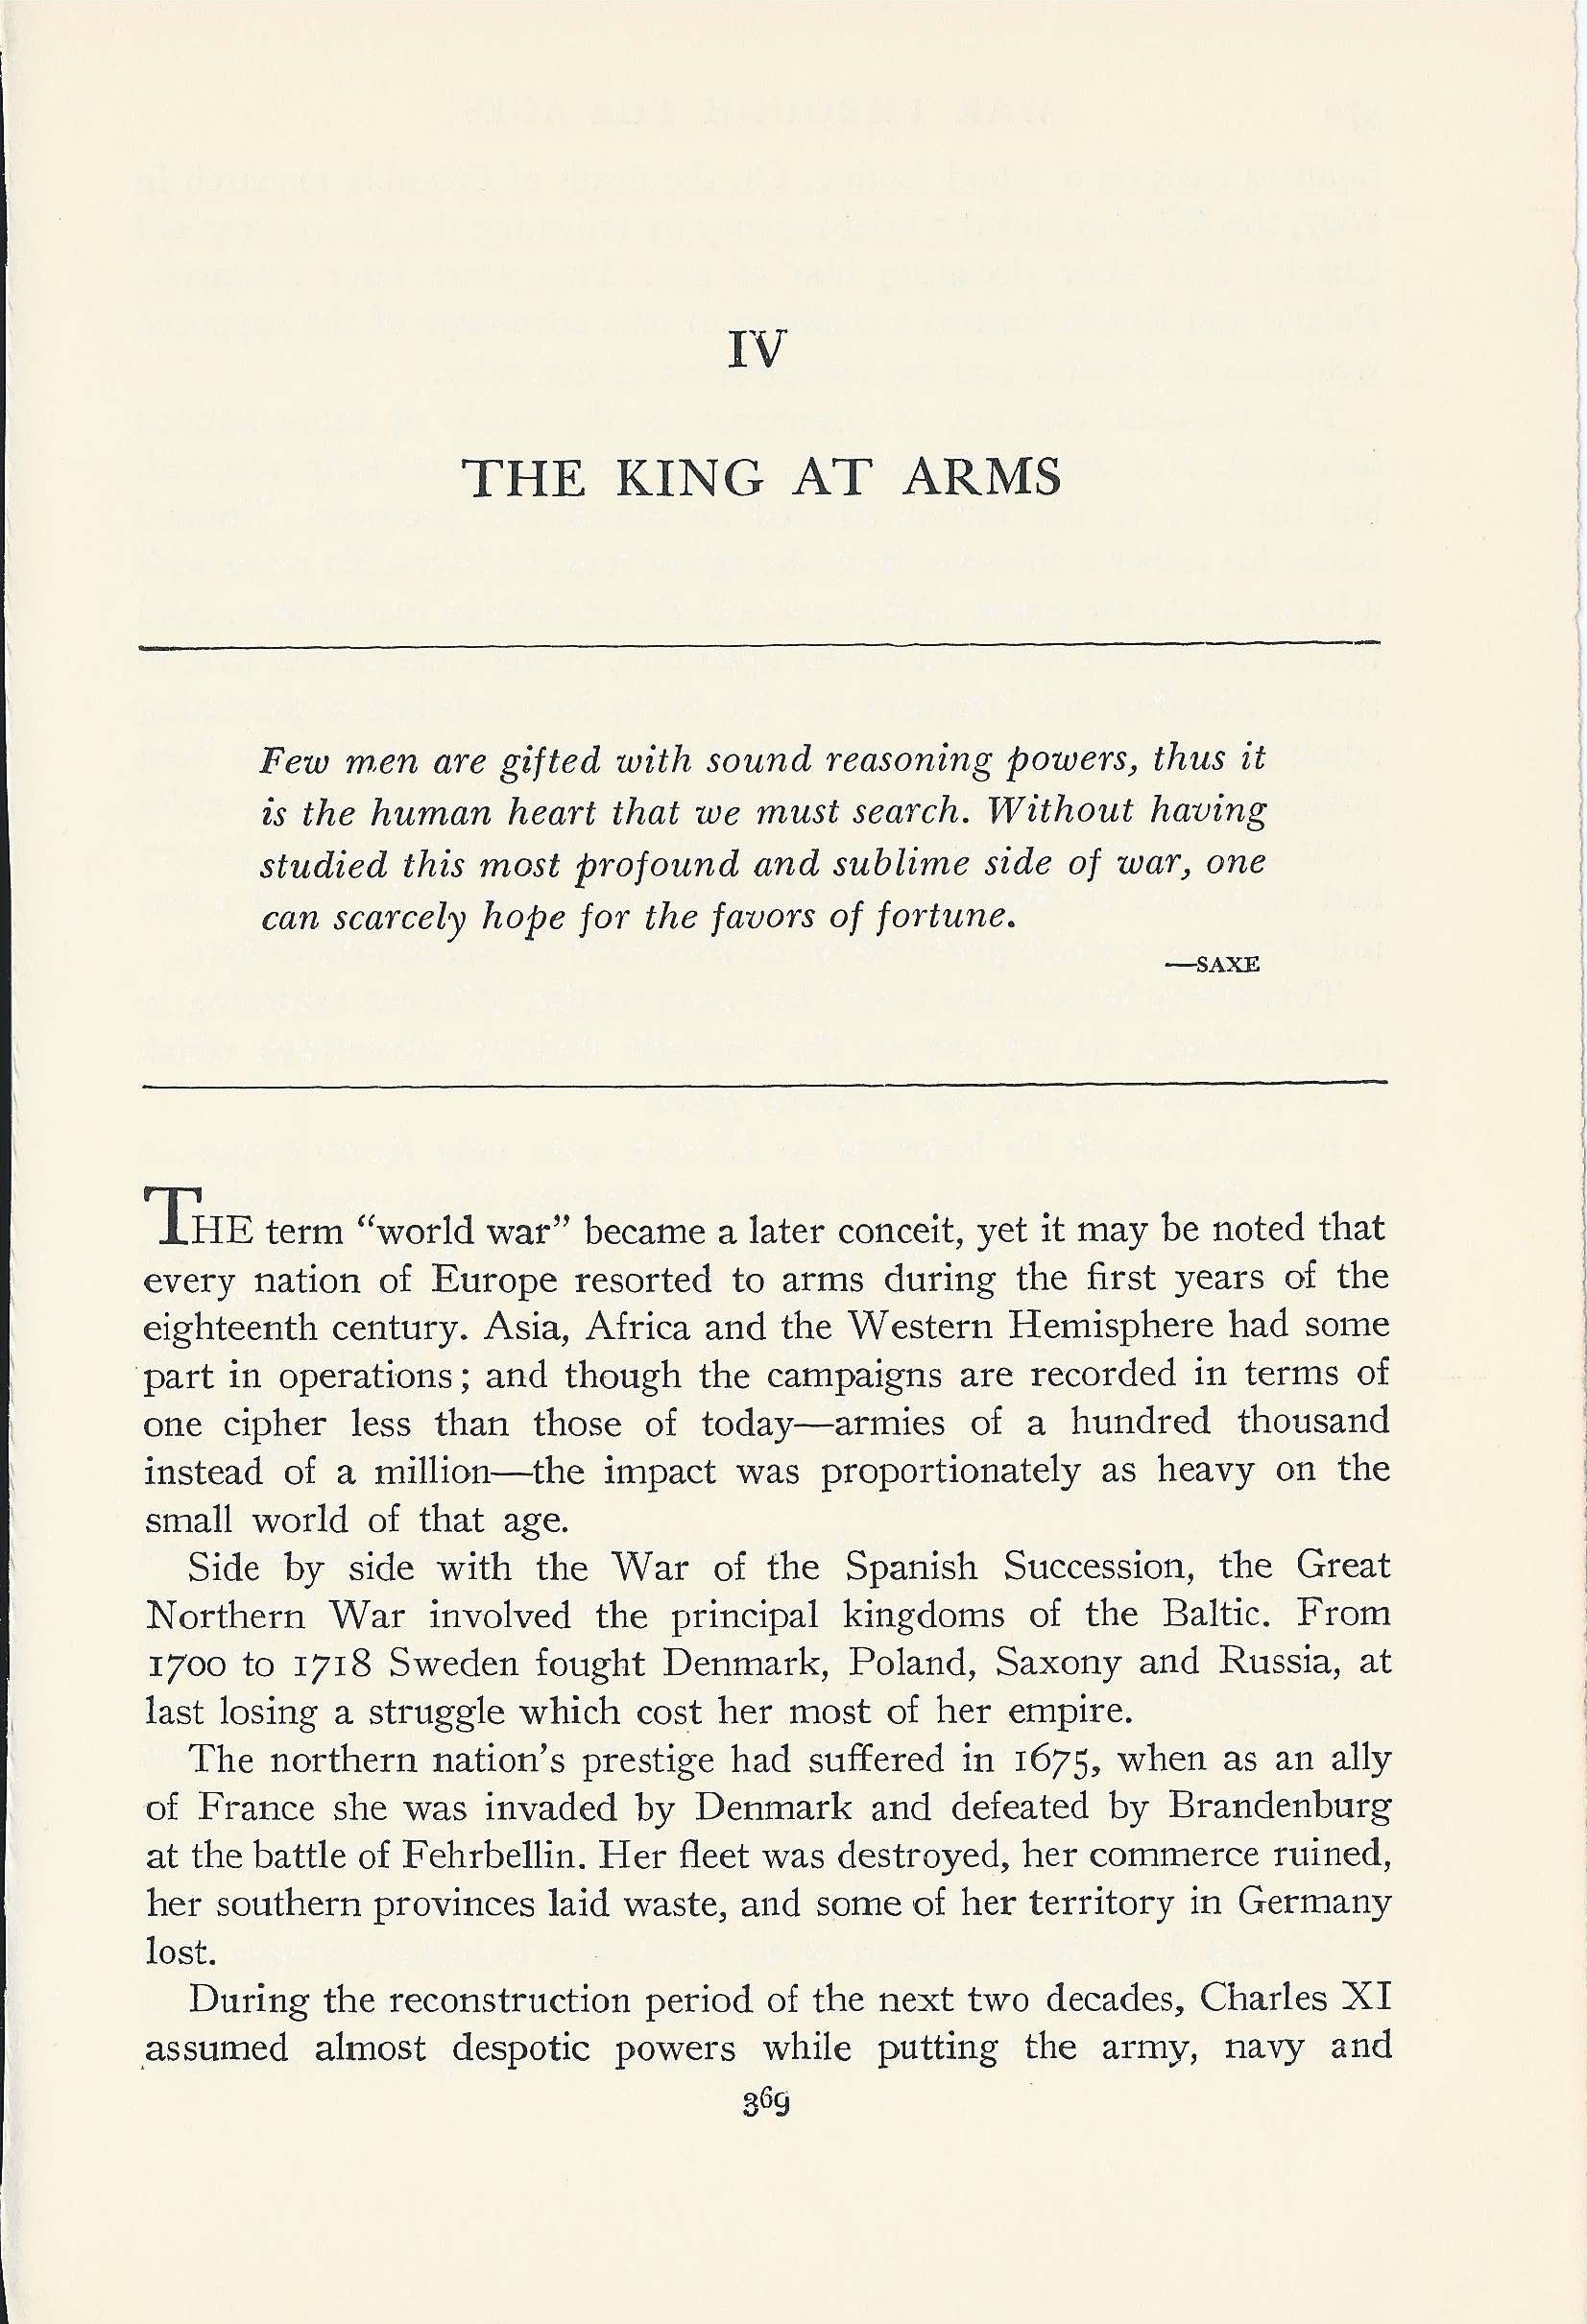 IV
THE KING AT ARMS
Few men are gifted with sound reasoning powers, thus it
is the human heart that we must search. Without having
studied this most profound and sublime side of war, one
can scarcely hope for the favors of fortune.
—SAXE
THE term “world war” became a later conceit, yet it may be noted that
every nation of Europe resorted to arms during the first years of the
eighteenth century. Asia, Africa and the Western Hemisphere had some
part in operations; and though the campaigns are recorded in terms of
one cipher less than those of today—armies of a hundred thousand
instead of a million—the impact was proportionately as heavy on the
small world of that age.
Side by side with the War of the Spanish Succession, the Great
Northern War involved the principal kingdoms of the Baltic. From
1700 to 1718 Sweden fought Denmark, Poland, Saxony and Russia, at
last losing a struggle which cost her most of her empire.
The northern nation’s prestige had suffered in 1675, when as an ally
of France she was invaded by Denmark and defeated by Brandenburg
at the battle of Fehrbellin. Her fleet was destroyed, her commerce ruined,
her southern provinces laid waste, and some of her territory in Germany
lost.
During the reconstruction period of the next two decades, Charles XI
assumed almost despotic powers while putting the army, navy and
369